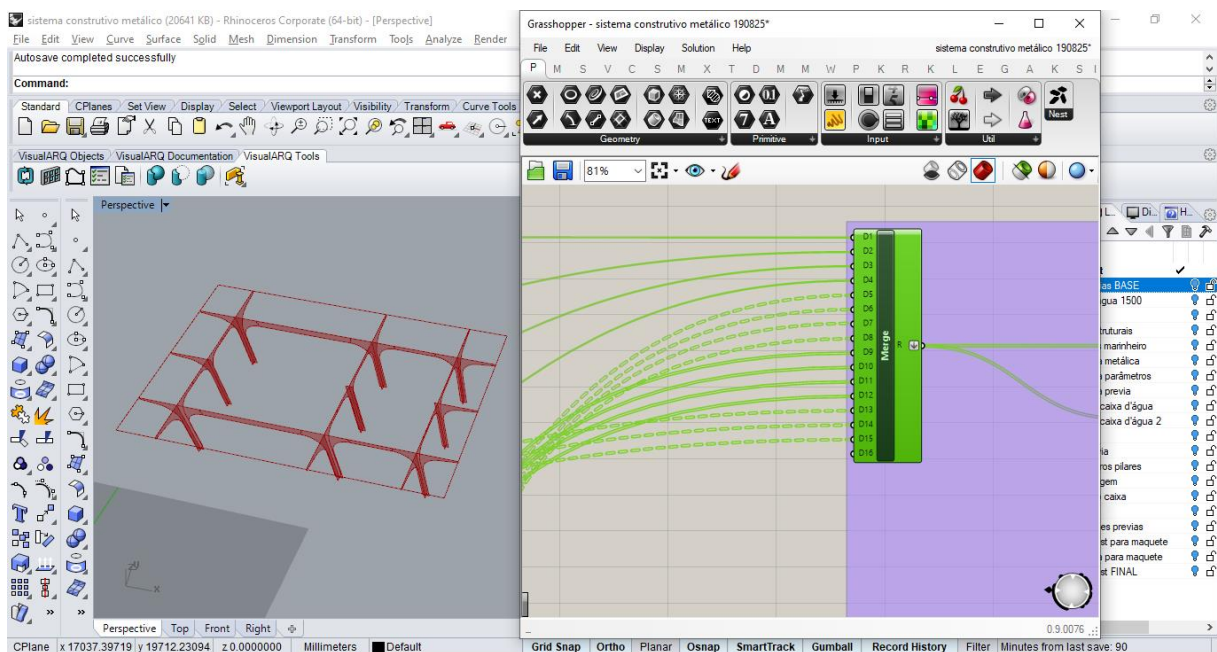 sistema construtivo metálico (20641 KB) - Rhinoceros Corporate (64-bit) - [Perspective]
File Edit View Curve Surface Solid Mesh Dimension Transform Tools Analyze Render
Autosave completed successfully
Command:
Standard CPlanes Set View Display Select Viewport Layout Visibility Transform Curve Tools
VisualARQ Objects VisualARQ Documentation VisualARQ Tools
Perspective
zy
x
Perspective Top Front Right
CPlane x 17037.39719 y 19712.23094 z 0.0000000 Millimeters Default
Grid Snap Ortho Planar Osnap SmartTrack Gumball Record History Filter Minutes from last save: 90
Grasshopper - sistema construtivo metálico 190825*
File Edit View Display Solution Help sistema construtivo metálico 190825*
P M S V C S M X T D M M W P K R K L E G A K S
TEXT
0.1
7 A
Nest
Geometry Primitive Input Util
81%
D1
D2
D3
D4
D5
D6
D7
D8
D9
D10
D11
D12
D13
D14
D15
D16
Merge
R
0.9.0076
L... Di... H...
as BASE
água 1500
truturais
marinheiro
metálica
parâmetros
previa
caixa d'água
caixa d'água 2
ia
ros pilares
gem
caixa
es previas
st para maquete
para maquete
st FINAL